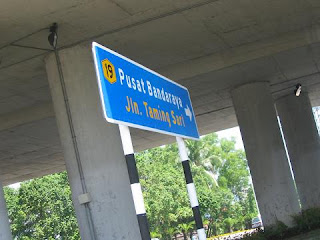 19 Pusat Bandaraya
Jln. Taming Sari